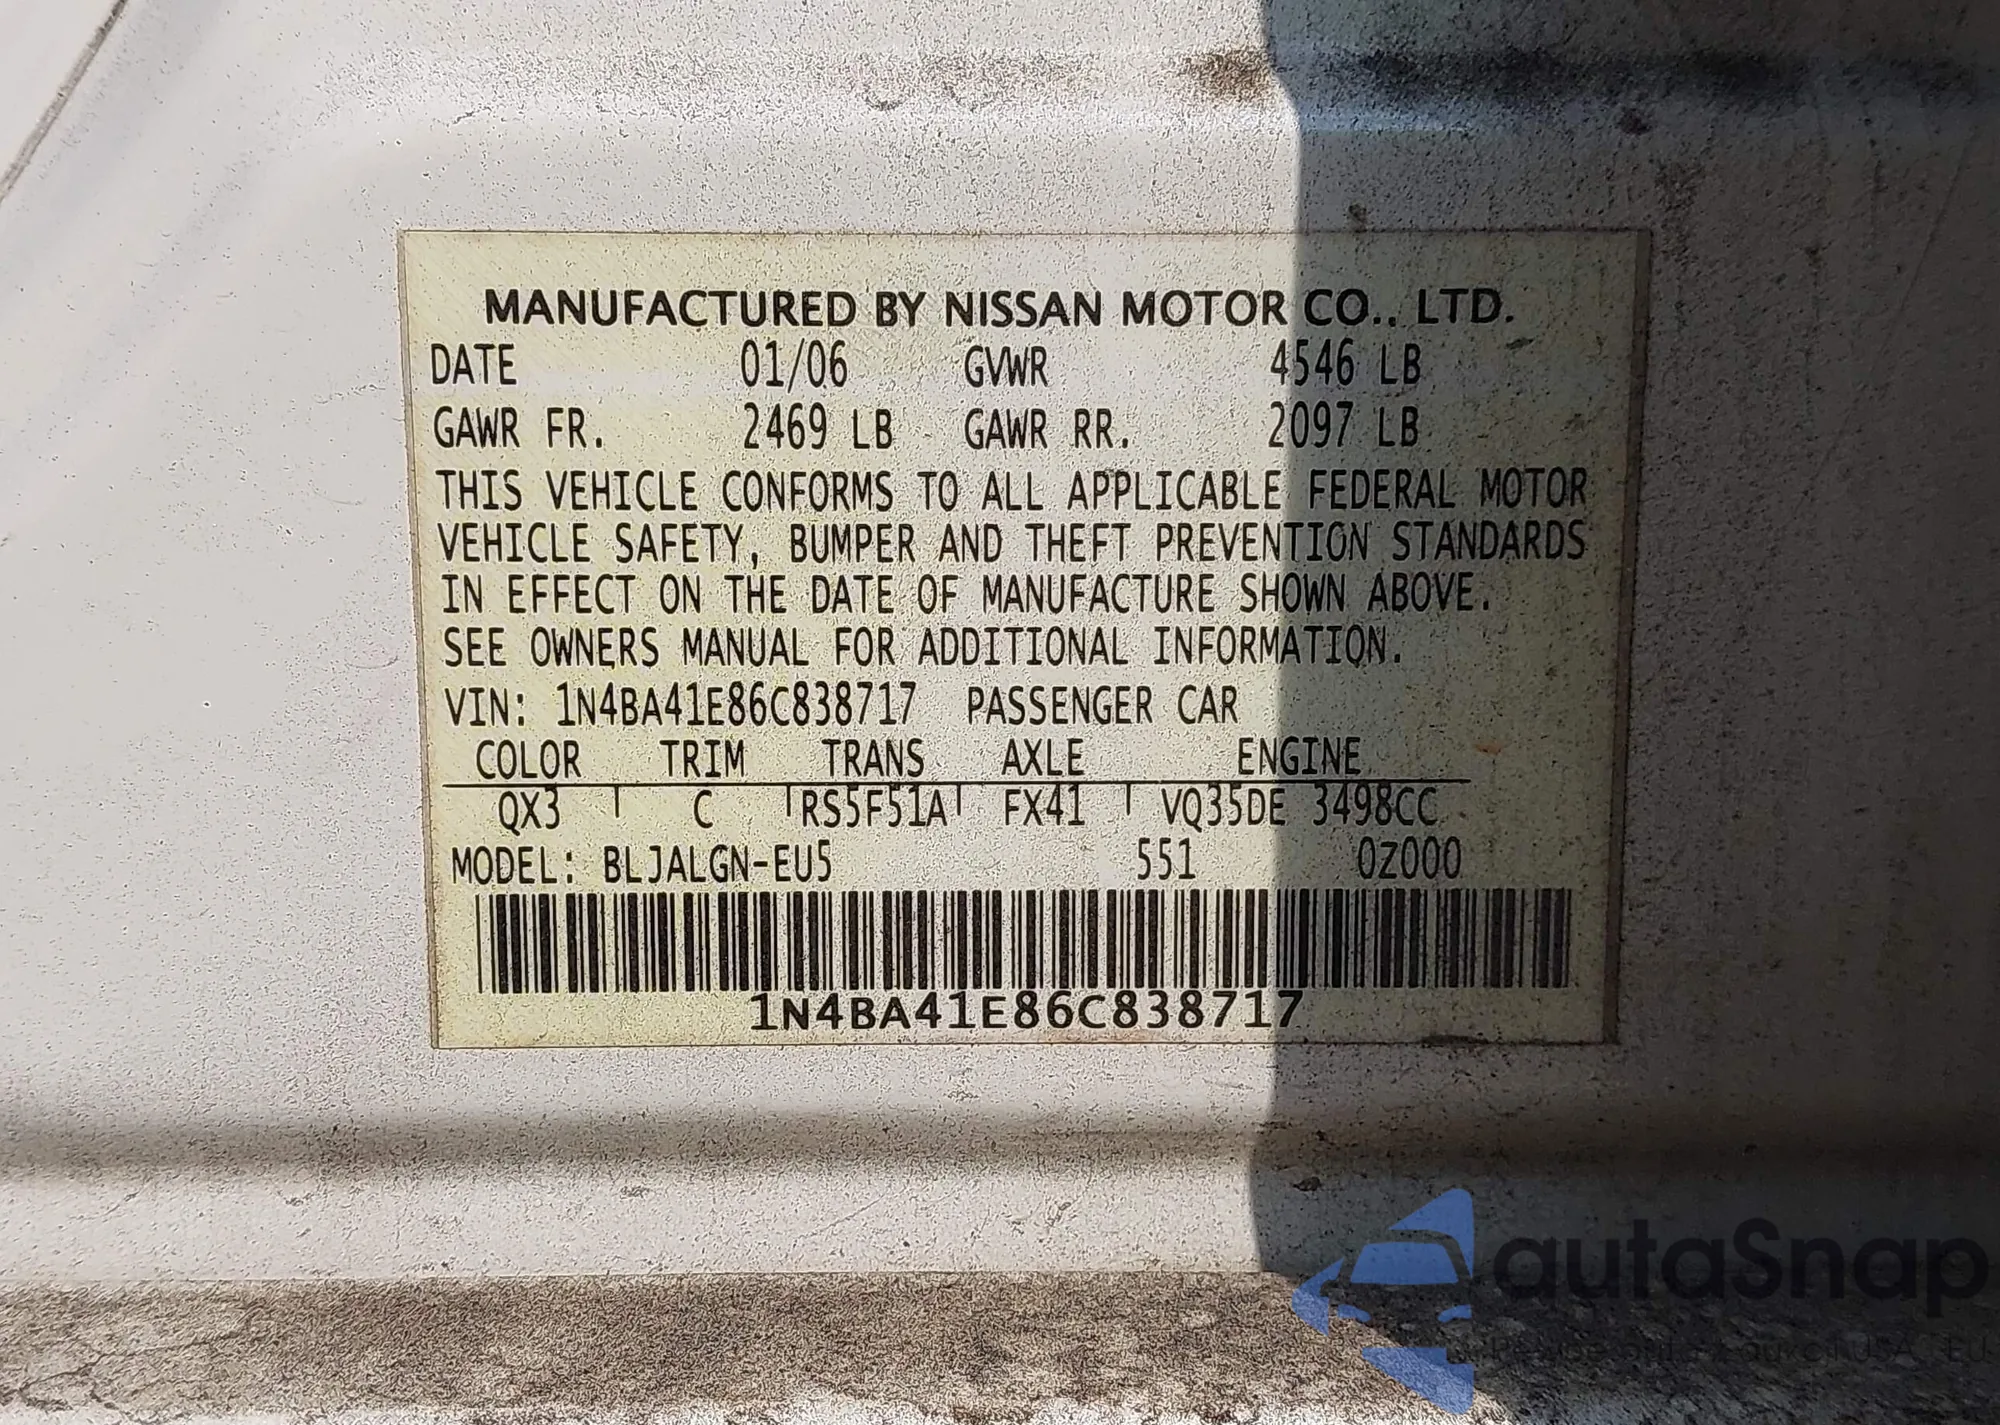 MANUFACTURED BY NISSAN MOTOR CO., LTD.
DATE 01/06 GVWR 4546 LB
GAWR FR. 2469 LB GAWR RR. 2097 LB
THIS VEHICLE CONFORMS TO ALL APPLICABLE FEDERAL MOTOR
VEHICLE SAFETY, BUMPER AND THEFT PREVENTION STANDARDS
IN EFFECT ON THE DATE OF MANUFACTURE SHOWN ABOVE.
SEE OWNERS MANUAL FOR ADDITIONAL INFORMATION.
VIN: 1N4BA41E86C838717 PASSENGER CAR
COLOR TRIM TRANS AXLE ENGINE
QX3 C RS5F51A FX41 VQ35DE 3498CC
MODEL: BLJALGN-EU5 551 0Z000
1N4BA41E86C838717
autaSnap
USA EU